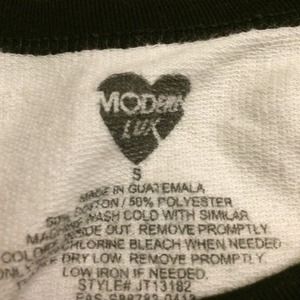 MODERN
LUX
S
MADE IN GUATEMALA
50% COTTON / 50% POLYESTER
WASH COLD WITH SIMILAR
OUT. REMOVE PROMPTLY.
CHLORINE BLEACH WHEN NEEDED
DRY LOW. REMOVE PROMPTLY
LOW IRON IF NEEDED.
STYLE# JT13182